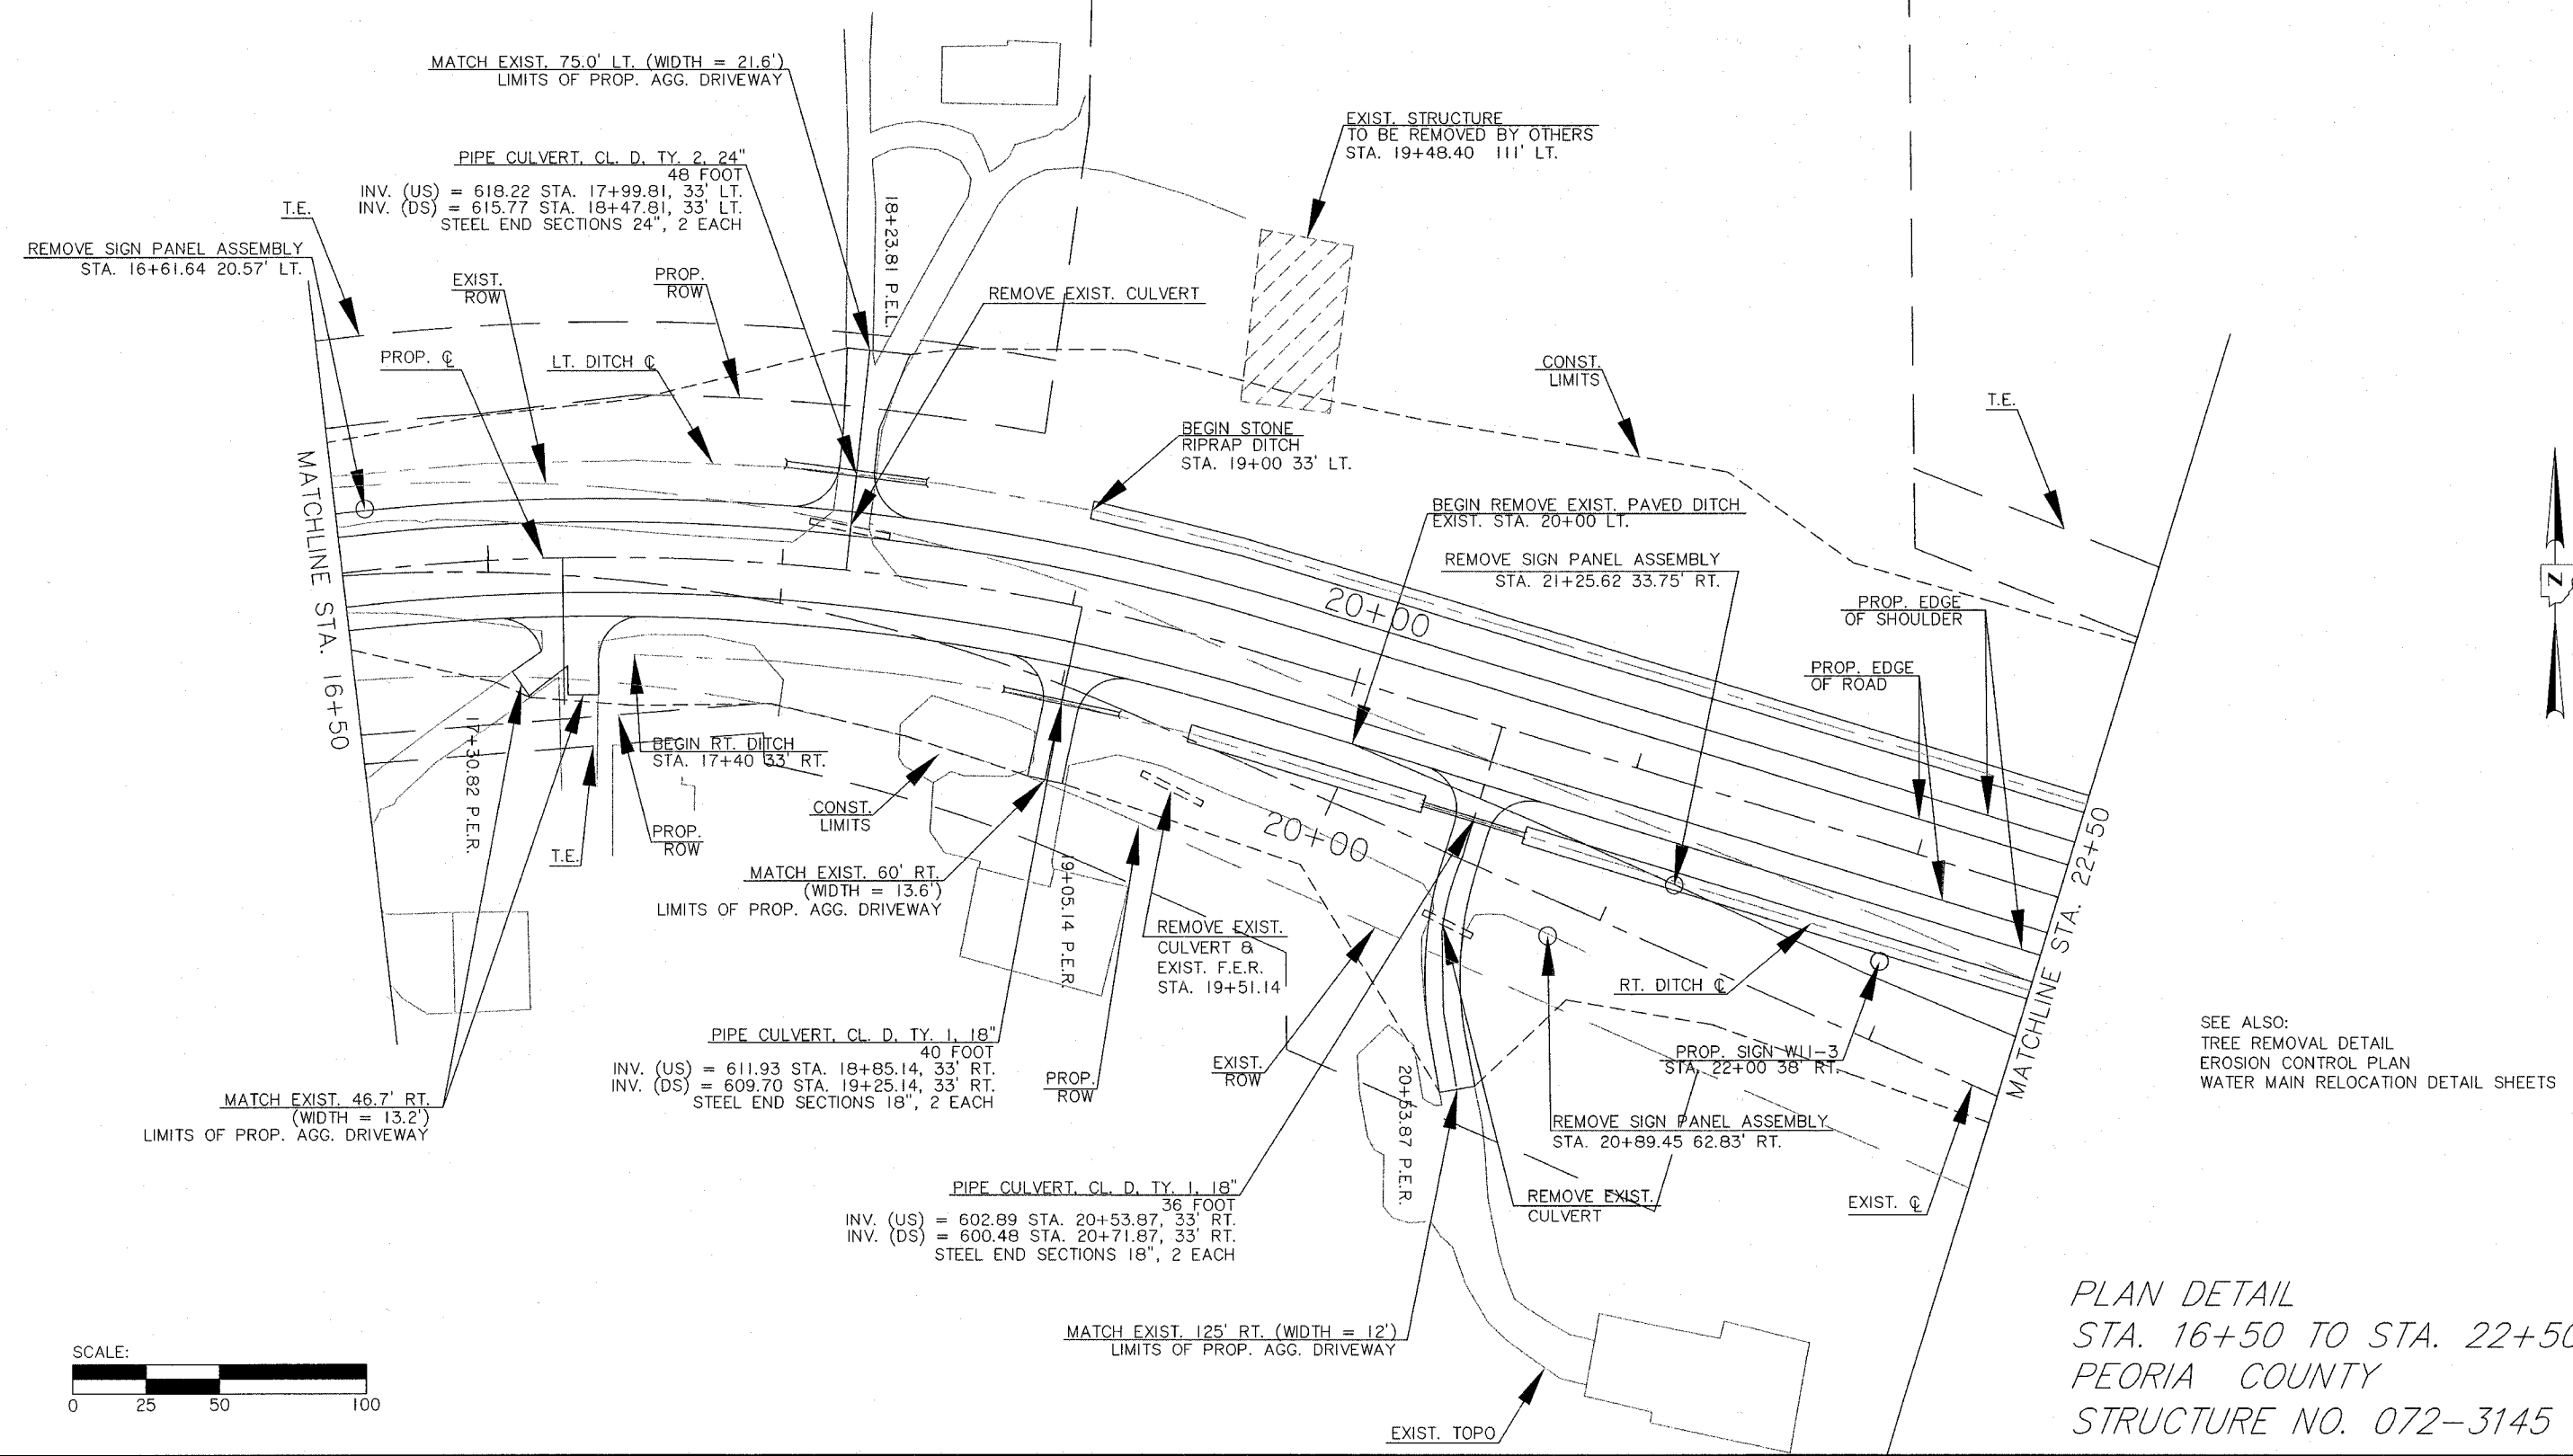 MATCH EXIST. 75.0' LT. (WIDTH = 21.6')
LIMITS OF PROP. AGG. DRIVEWAY
PIPE CULVERT, CL. D, TY. 2, 24"
48 FOOT
INV. (US) = 618.22 STA. 17+99.81, 33' LT.
INV. (DS) = 615.77 STA. 18+47.81, 33' LT.
STEEL END SECTIONS 24", 2 EACH
T.E.
REMOVE SIGN PANEL ASSEMBLY
STA. 16+61.64 20.57' LT.
EXIST.
ROW
PROP.
ROW
18+23.81 P.E.L.
REMOVE EXIST. CULVERT
EXIST. STRUCTURE
TO BE REMOVED BY OTHERS
STA. 19+48.40 111' LT.
PROP. ℄
LT. DITCH ℄
CONST.
LIMITS
T.E.
BEGIN STONE
RIPRAP DITCH
STA. 19+00 33' LT.
MATCHLINE STA. 16+50
BEGIN REMOVE EXIST. PAVED DITCH
EXIST. STA. 20+00 LT.
REMOVE SIGN PANEL ASSEMBLY
STA. 21+25.62 33.75' RT.
20+00
PROP. EDGE
OF SHOULDER
PROP. EDGE
OF ROAD
N
17+30.82 P.E.R.
BEGIN RT. DITCH
STA. 17+40 33' RT.
CONST.
LIMITS
PROP.
ROW
T.E.
20+00
MATCH EXIST. 60' RT.
(WIDTH = 13.6')
LIMITS OF PROP. AGG. DRIVEWAY
19+05.14 P.E.R.
REMOVE EXIST.
CULVERT &
EXIST. F.E.R.
STA. 19+51.14
RT. DITCH ℄
MATCHLINE STA. 22+50
PIPE CULVERT, CL. D, TY. 1, 18"
40 FOOT
INV. (US) = 611.93 STA. 18+85.14, 33' RT.
INV. (DS) = 609.70 STA. 19+25.14, 33' RT.
STEEL END SECTIONS 18", 2 EACH
PROP.
ROW
EXIST.
ROW
20+53.87 P.E.R.
PROP. SIGN W11-3
STA. 22+00 38' RT.
SEE ALSO:
TREE REMOVAL DETAIL
EROSION CONTROL PLAN
WATER MAIN RELOCATION DETAIL SHEETS
MATCH EXIST. 46.7' RT.
(WIDTH = 13.2')
LIMITS OF PROP. AGG. DRIVEWAY
REMOVE SIGN PANEL ASSEMBLY
STA. 20+89.45 62.83' RT.
PIPE CULVERT, CL. D, TY. 1, 18"
36 FOOT
INV. (US) = 602.89 STA. 20+53.87, 33' RT.
INV. (DS) = 600.48 STA. 20+71.87, 33' RT.
STEEL END SECTIONS 18", 2 EACH
REMOVE EXIST.
CULVERT
EXIST. ℄
MATCH EXIST. 125' RT. (WIDTH = 12')
LIMITS OF PROP. AGG. DRIVEWAY
EXIST. TOPO
SCALE:
0 25 50 100
PLAN DETAIL
STA. 16+50 TO STA. 22+50
PEORIA COUNTY
STRUCTURE NO. 072-3145